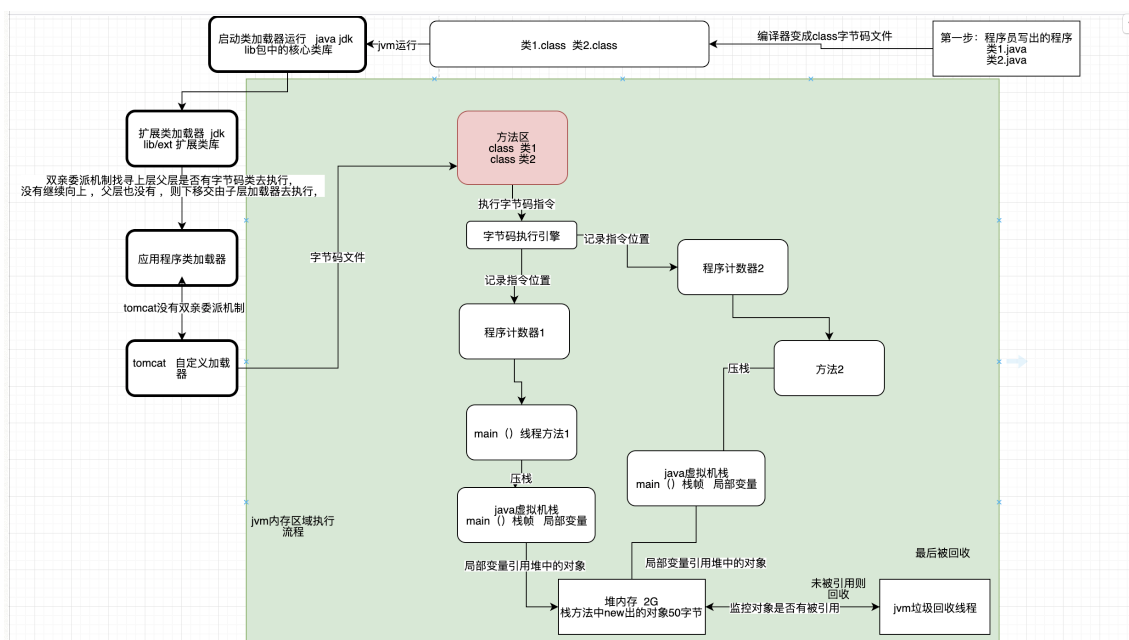 启动类加载器运行 java jdk
lib包中的核心类库
jvm运行
类1.class 类2.class
编译器变成class字节码文件
第一步：程序员写出的程序
类1.java
类2.java
扩展类加载器 jdk
lib/ext 扩展类库
双亲委派机制找寻上层父层是否有字节码类去执行，
没有继续向上 ，父层也没有 ，则下移交由子层加载器去执行，
应用程序类加载器
tomcat没有双亲委派机制
tomcat 自定义加载
器
字节码文件
方法区
class 类1
class 类2
执行字节码指令
字节码执行引擎
记录指令位置
程序计数器2
记录指令位置
程序计数器1
方法2
压栈
main（）线程方法1
压栈
java虚拟机栈
main（）栈帧 局部变量
java虚拟机栈
main（）栈帧 局部变量
jvm内存区域执行
流程
局部变量引用堆中的对象
局部变量引用堆中的对象
堆内存 2G
栈方法中new出的对象50字节
监控对象是否有被引用
未被引用则
回收
最后被回收
jvm垃圾回收线程